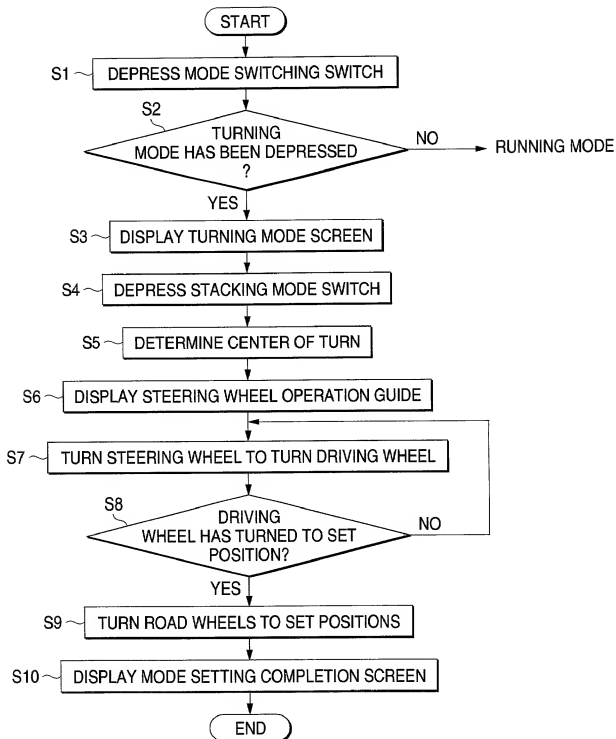 START
S1
DEPRESS MODE SWITCHING SWITCH
S2
TURNING
MODE HAS BEEN DEPRESSED
?
NO
RUNNING MODE
YES
S3
DISPLAY TURNING MODE SCREEN
S4
DEPRESS STACKING MODE SWITCH
S5
DETERMINE CENTER OF TURN
S6
DISPLAY STEERING WHEEL OPERATION GUIDE
S7
TURN STEERING WHEEL TO TURN DRIVING WHEEL
S8
DRIVING
WHEEL HAS TURNED TO SET
POSITION?
NO
YES
S9
TURN ROAD WHEELS TO SET POSITIONS
S10
DISPLAY MODE SETTING COMPLETION SCREEN
END